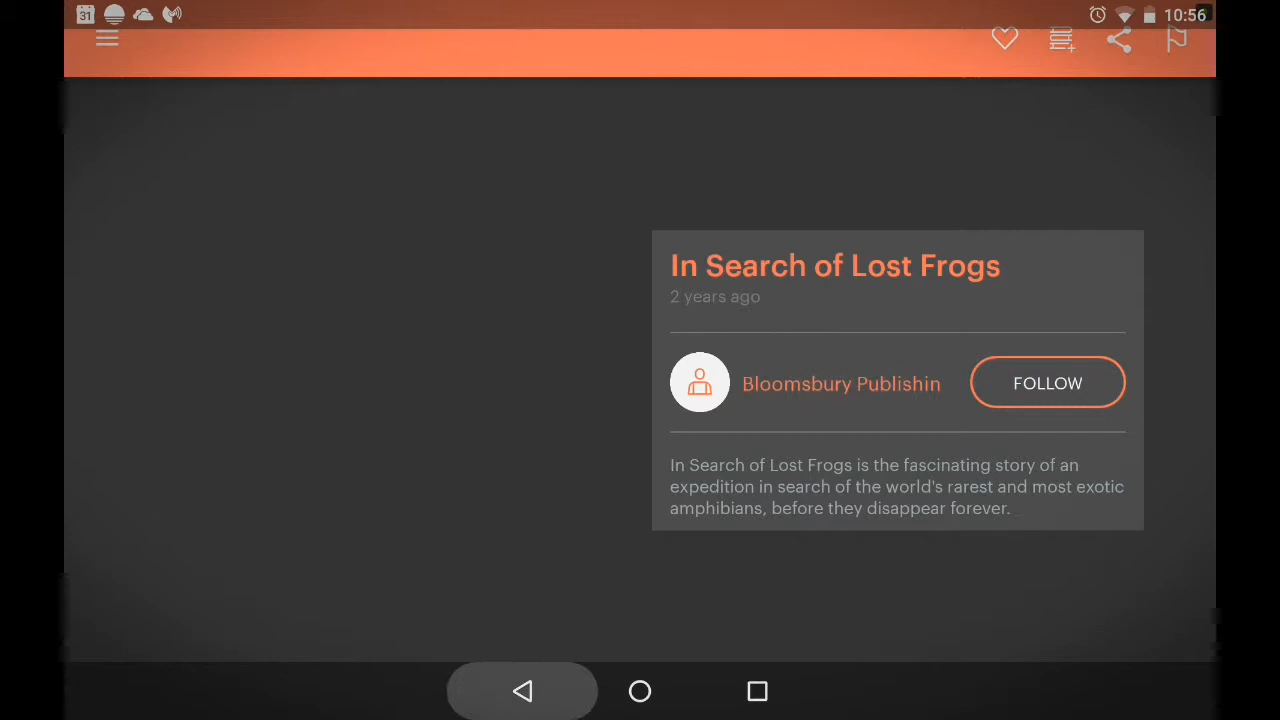 31
10:56
In Search of Lost Frogs
2 years ago
Bloomsbury Publishin
FOLLOW
In Search of Lost Frogs is the fascinating story of an
expedition in search of the world's rarest and most exotic
amphibians, before they disappear forever.